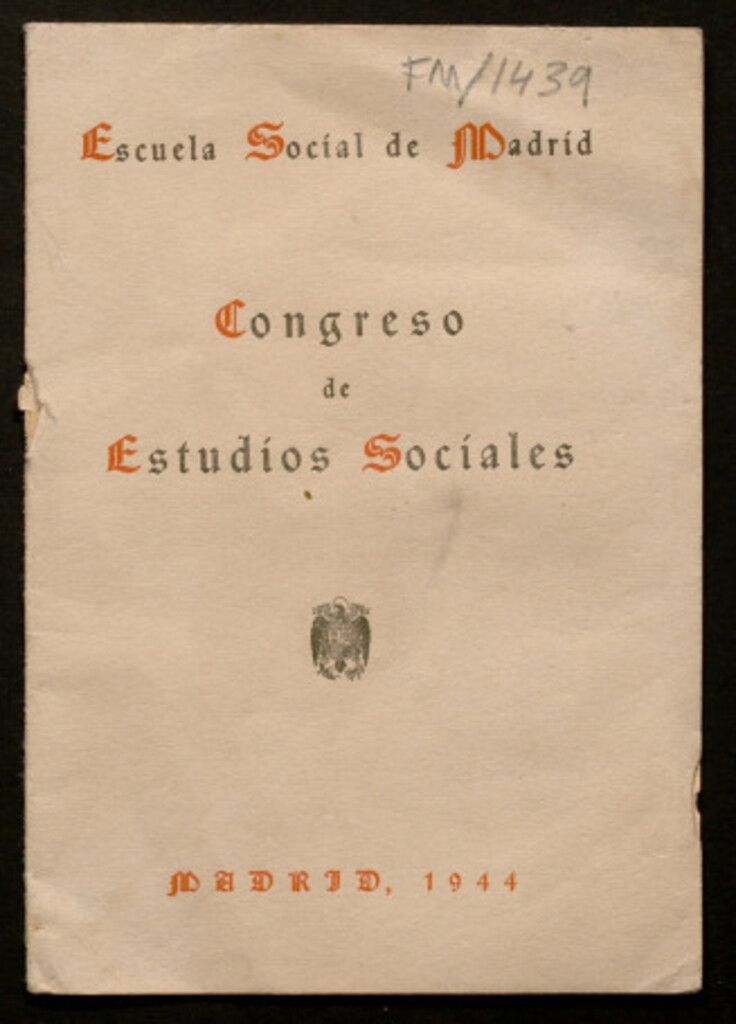 FM/1439
Escuela Social de Madrid
Congreso
de
Estudios Sociales
MADRID, 1944